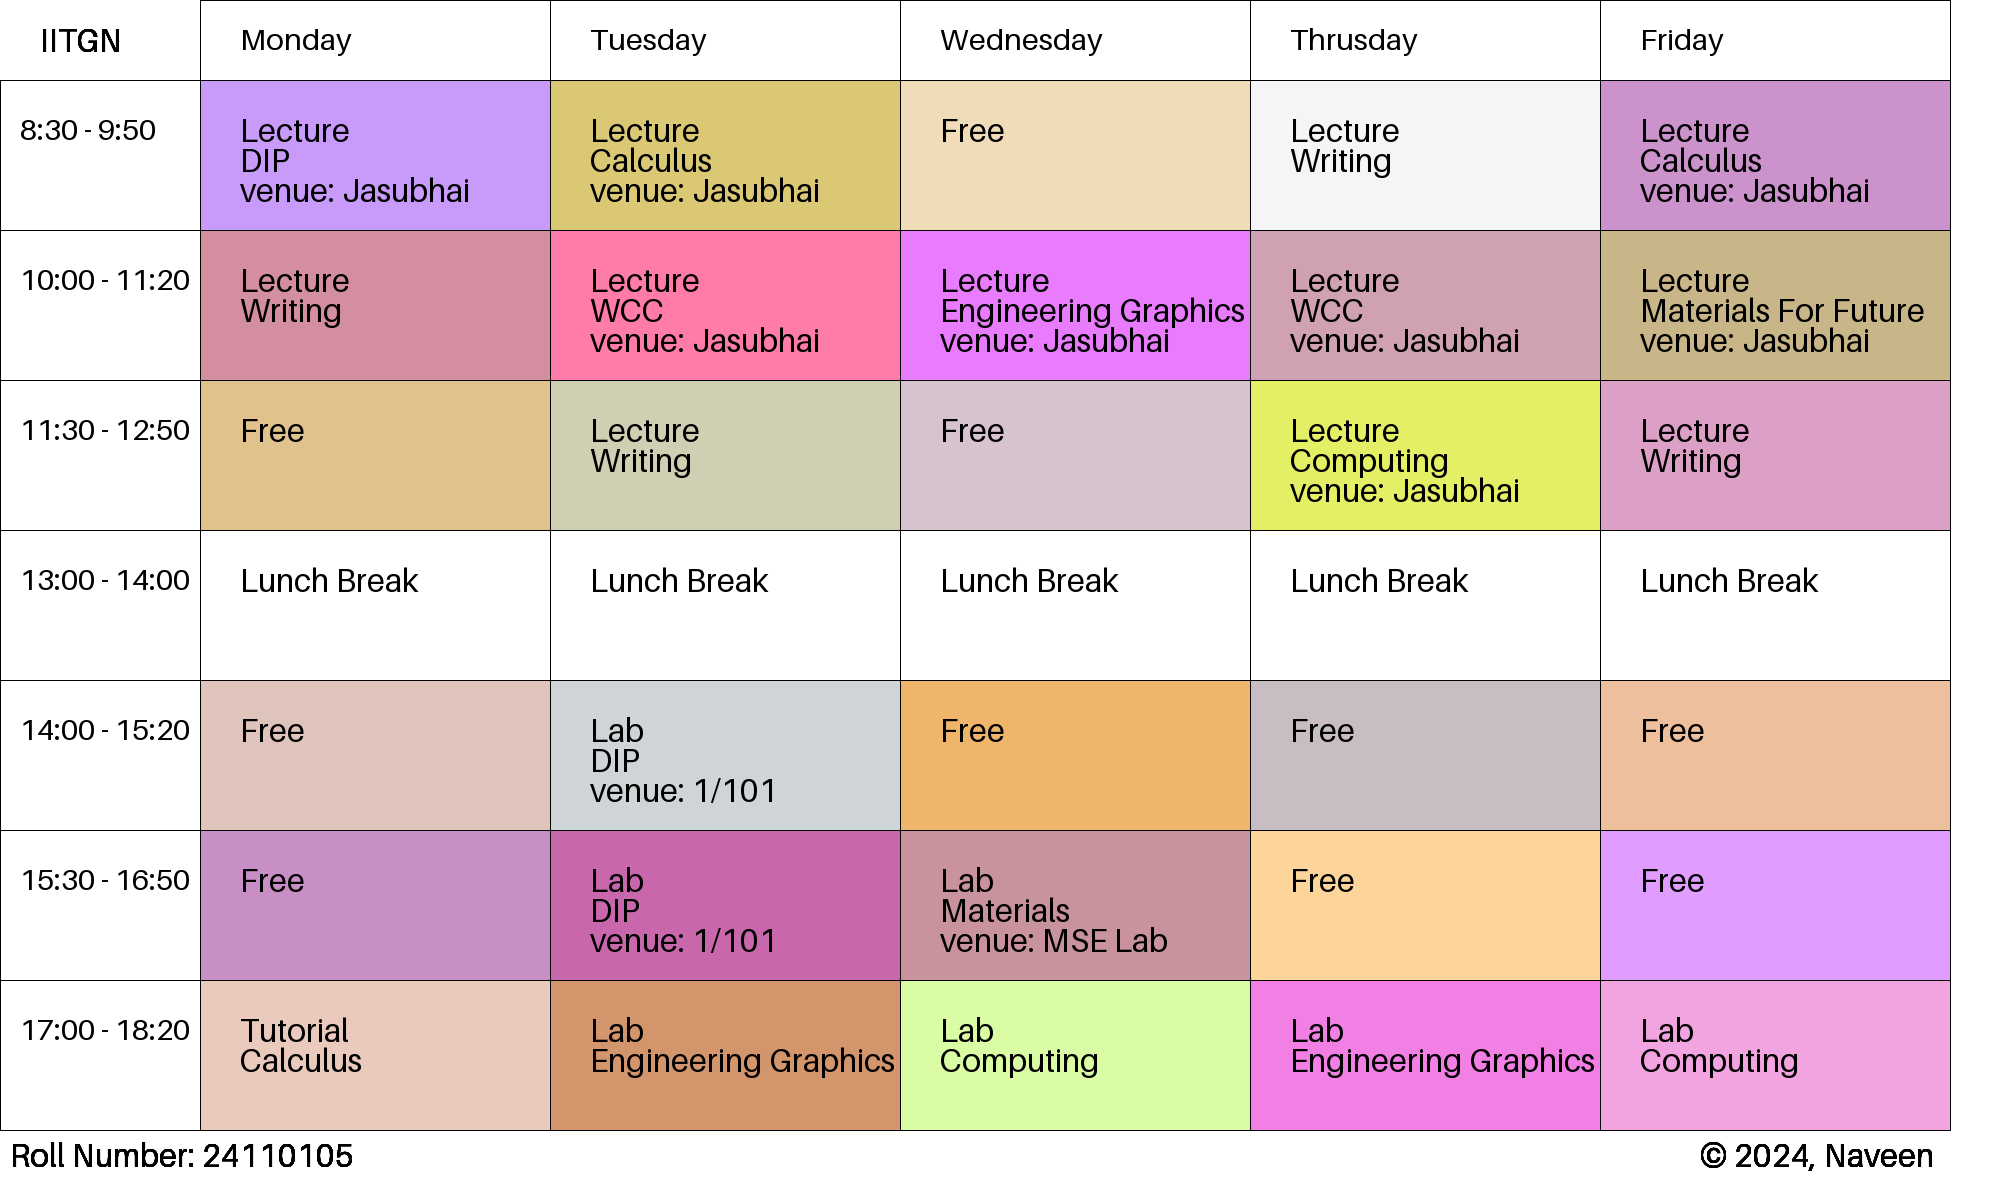 IITGN Monday Tuesday Wednesday Thrusday Friday
8:30 - 9:50
Lecture
DIP
venue: Jasubhai
Lecture
Calculus
venue: Jasubhai
Free
Lecture
Writing
Lecture
Calculus
venue: Jasubhai
10:00 - 11:20
Lecture
Writing
Lecture
WCC
venue: Jasubhai
Lecture
Engineering Graphics
venue: Jasubhai
Lecture
WCC
venue: Jasubhai
Lecture
Materials For Future
venue: Jasubhai
11:30 - 12:50
Free
Lecture
Writing
Free
Lecture
Computing
venue: Jasubhai
Lecture
Writing
13:00 - 14:00
Lunch Break
Lunch Break
Lunch Break
Lunch Break
Lunch Break
14:00 - 15:20
Free
Lab
DIP
venue: 1/101
Free
Free
Free
15:30 - 16:50
Free
Lab
DIP
venue: 1/101
Lab
Materials
venue: MSE Lab
Free
Free
17:00 - 18:20
Tutorial
Calculus
Lab
Engineering Graphics
Lab
Computing
Lab
Engineering Graphics
Lab
Computing
Roll Number: 24110105
© 2024, Naveen